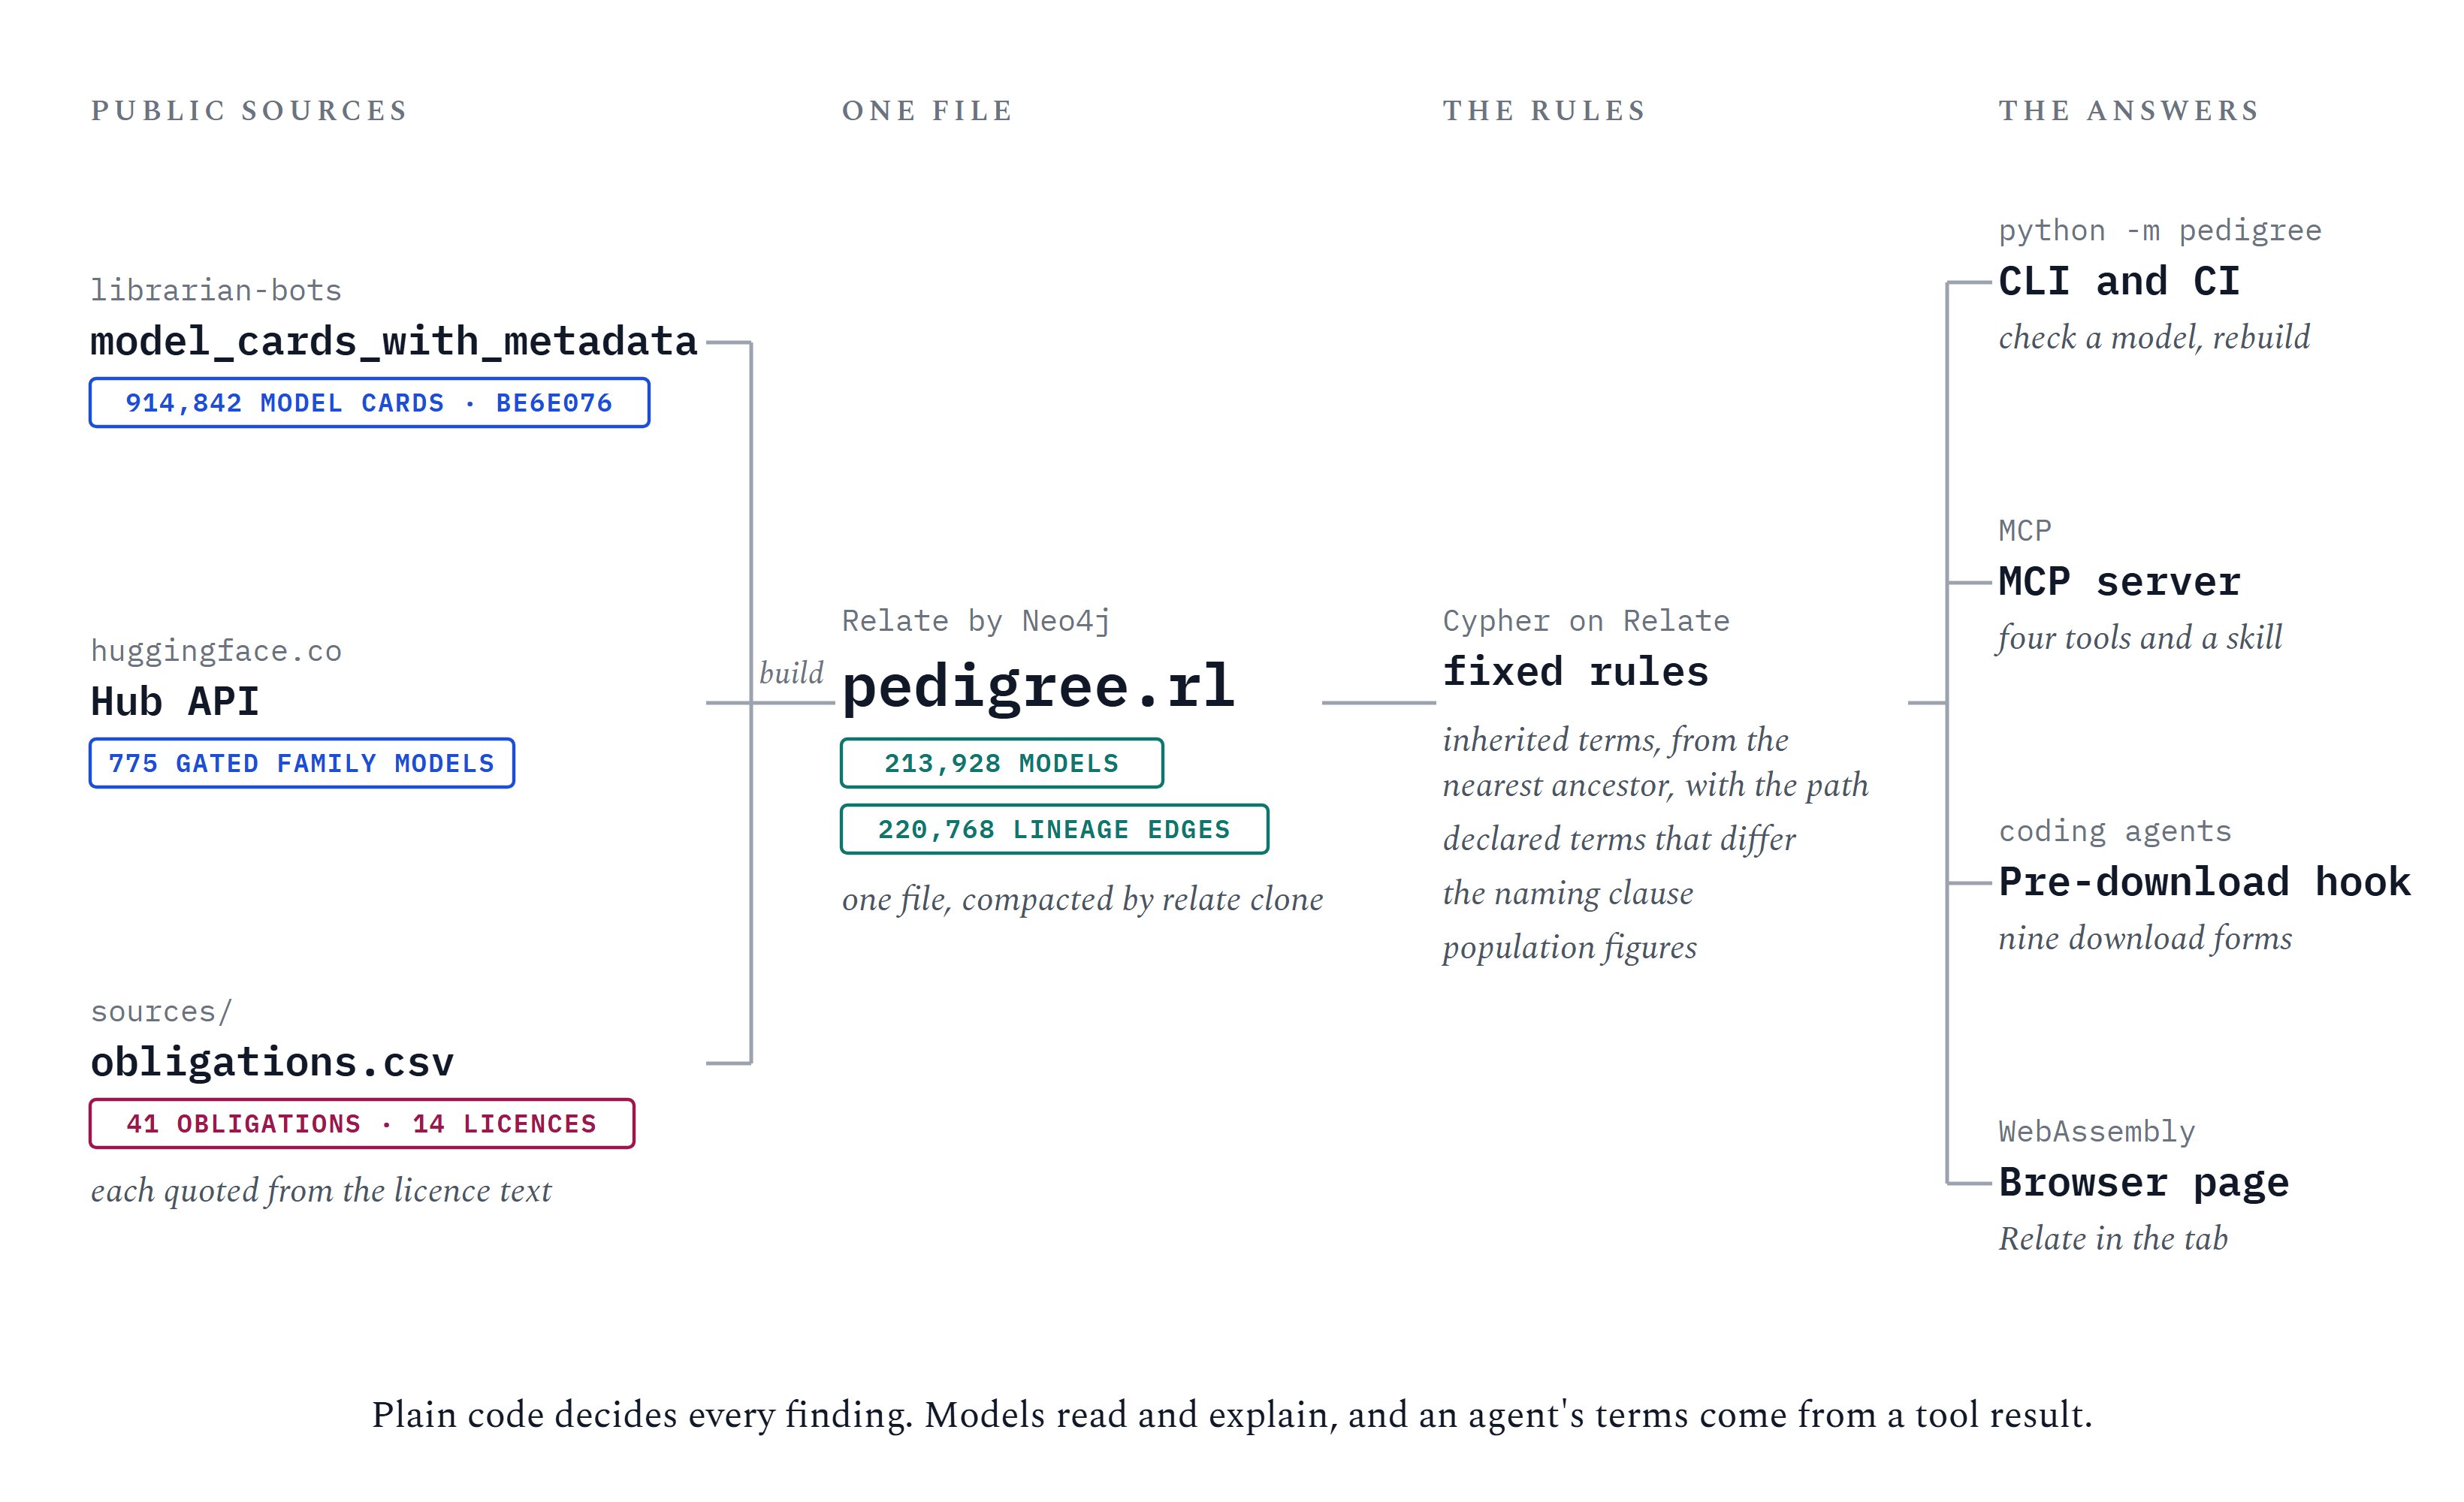 PUBLIC SOURCES
librarian-bots
model_cards_with_metadata
914,842 MODEL CARDS · BE6E076
huggingface.co
Hub API
775 GATED FAMILY MODELS
sources/
obligations.csv
41 OBLIGATIONS · 14 LICENCES
each quoted from the licence text
build
ONE FILE
Relate by Neo4j
pedigree.rl
213,928 MODELS
220,768 LINEAGE EDGES
one file, compacted by relate clone
THE RULES
Cypher on Relate
fixed rules
inherited terms, from the
nearest ancestor, with the path
declared terms that differ
the naming clause
population figures
THE ANSWERS
python -m pedigree
CLI and CI
check a model, rebuild
MCP
MCP server
four tools and a skill
coding agents
Pre-download hook
nine download forms
WebAssembly
Browser page
Relate in the tab
Plain code decides every finding. Models read and explain, and an agent's terms come from a tool result.